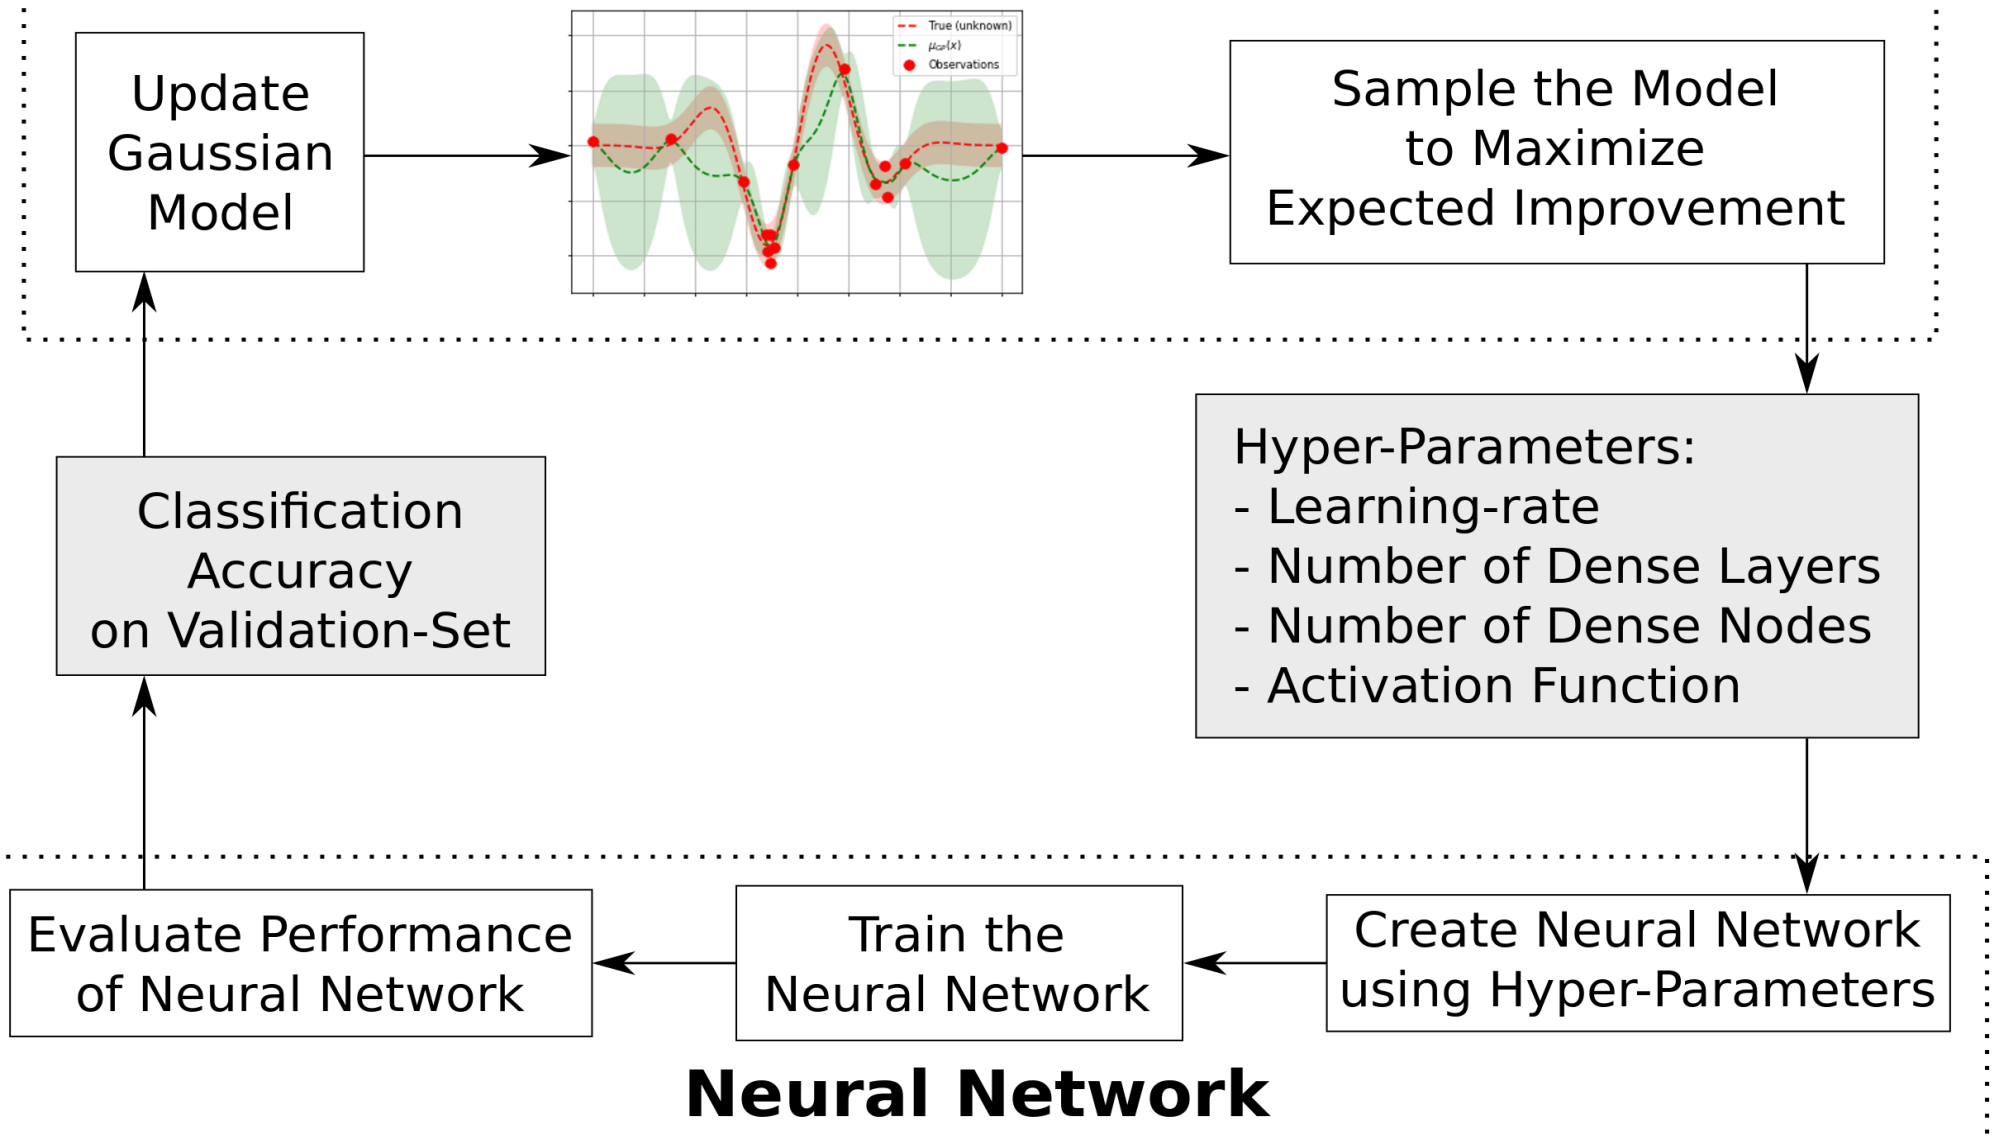 Update
Gaussian
Model
True (unknown)
μGP(x)
Observations
Sample the Model
to Maximize
Expected Improvement
Hyper-Parameters:
- Learning-rate
- Number of Dense Layers
- Number of Dense Nodes
- Activation Function
Classification
Accuracy
on Validation-Set
Evaluate Performance
of Neural Network
Train the
Neural Network
Create Neural Network
using Hyper-Parameters
Neural Network